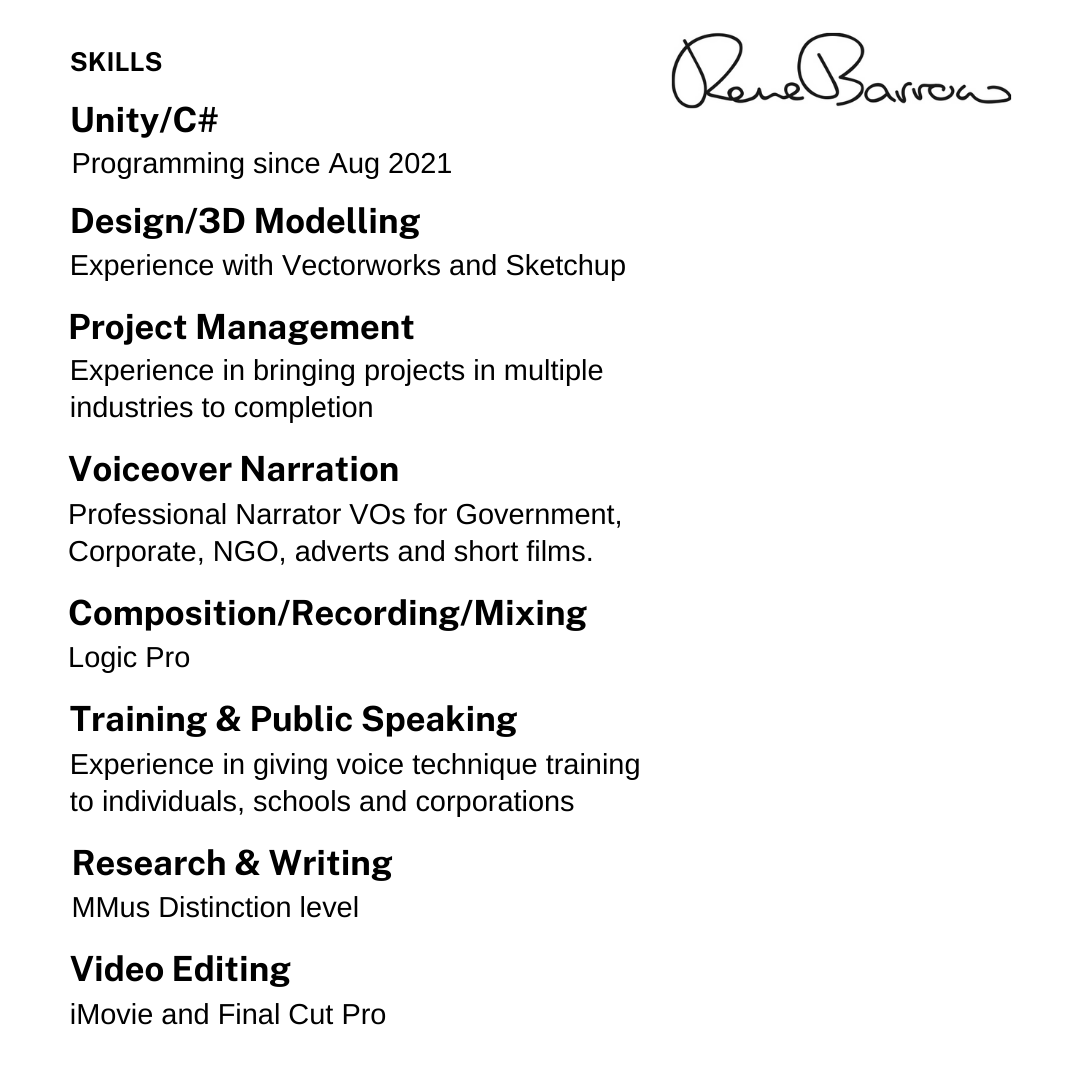 SKILLS
Rene Barrow
Unity/C#
Programming since Aug 2021
Design/3D Modelling
Experience with Vectorworks and Sketchup
Project Management
Experience in bringing projects in multiple
industries to completion
Voiceover Narration
Professional Narrator VOs for Government,
Corporate, NGO, adverts and short films.
Composition/Recording/Mixing
Logic Pro
Training & Public Speaking
Experience in giving voice technique training
to individuals, schools and corporations
Research & Writing
MMus Distinction level
Video Editing
iMovie and Final Cut Pro